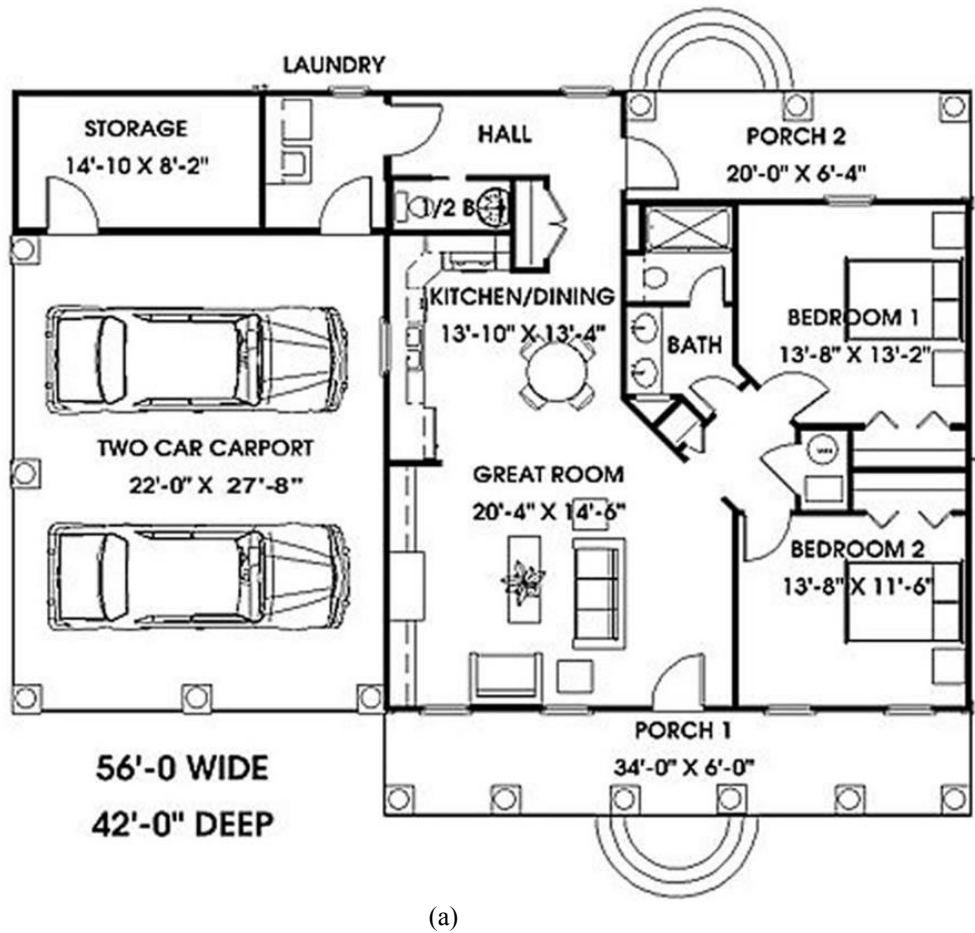 LAUNDRY
STORAGE
14'-10 X 8'-2"
HALL
PORCH 2
20'-0" X 6'-4"
/2 B
KITCHEN/DINING
13'-10" X 13'-4"
BATH
BEDROOM 1
13'-8" X 13'-2"
TWO CAR CARPORT
22'-0" X 27'-8"
GREAT ROOM
20'-4" X 14'-6"
BEDROOM 2
13'-8" X 11'-6"
PORCH 1
34'-0" X 6'-0"
56'-0 WIDE
42'-0" DEEP
(a)